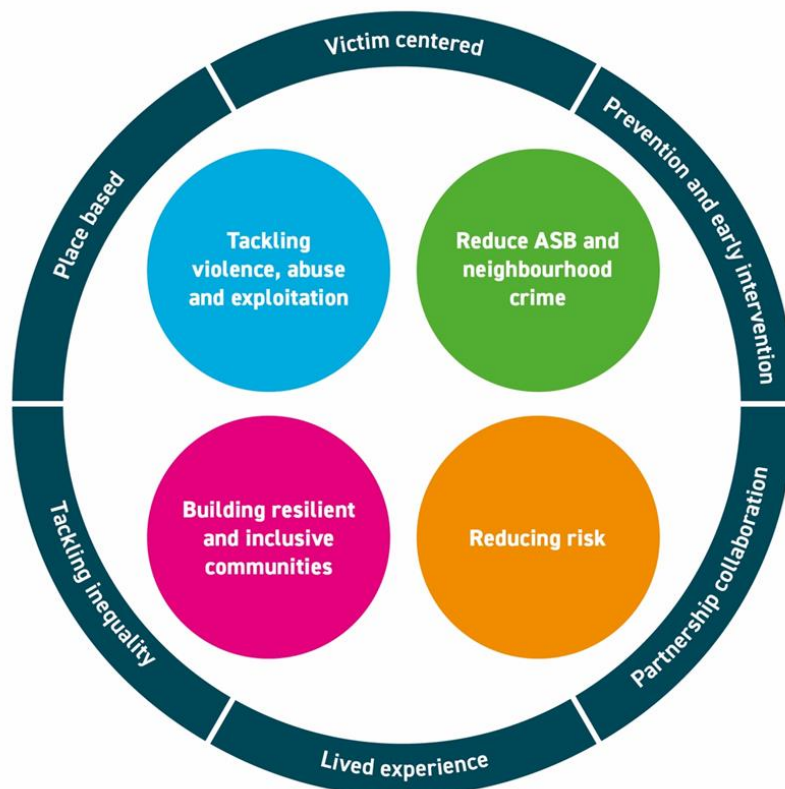 Victim centered
Prevention and early intervention
Partnership collaboration
Lived experience
Tackling inequality
Place based
Tackling
violence, abuse
and exploitation
Reduce ASB and
neighbourhood
crime
Building resilient
and inclusive
communities
Reducing risk